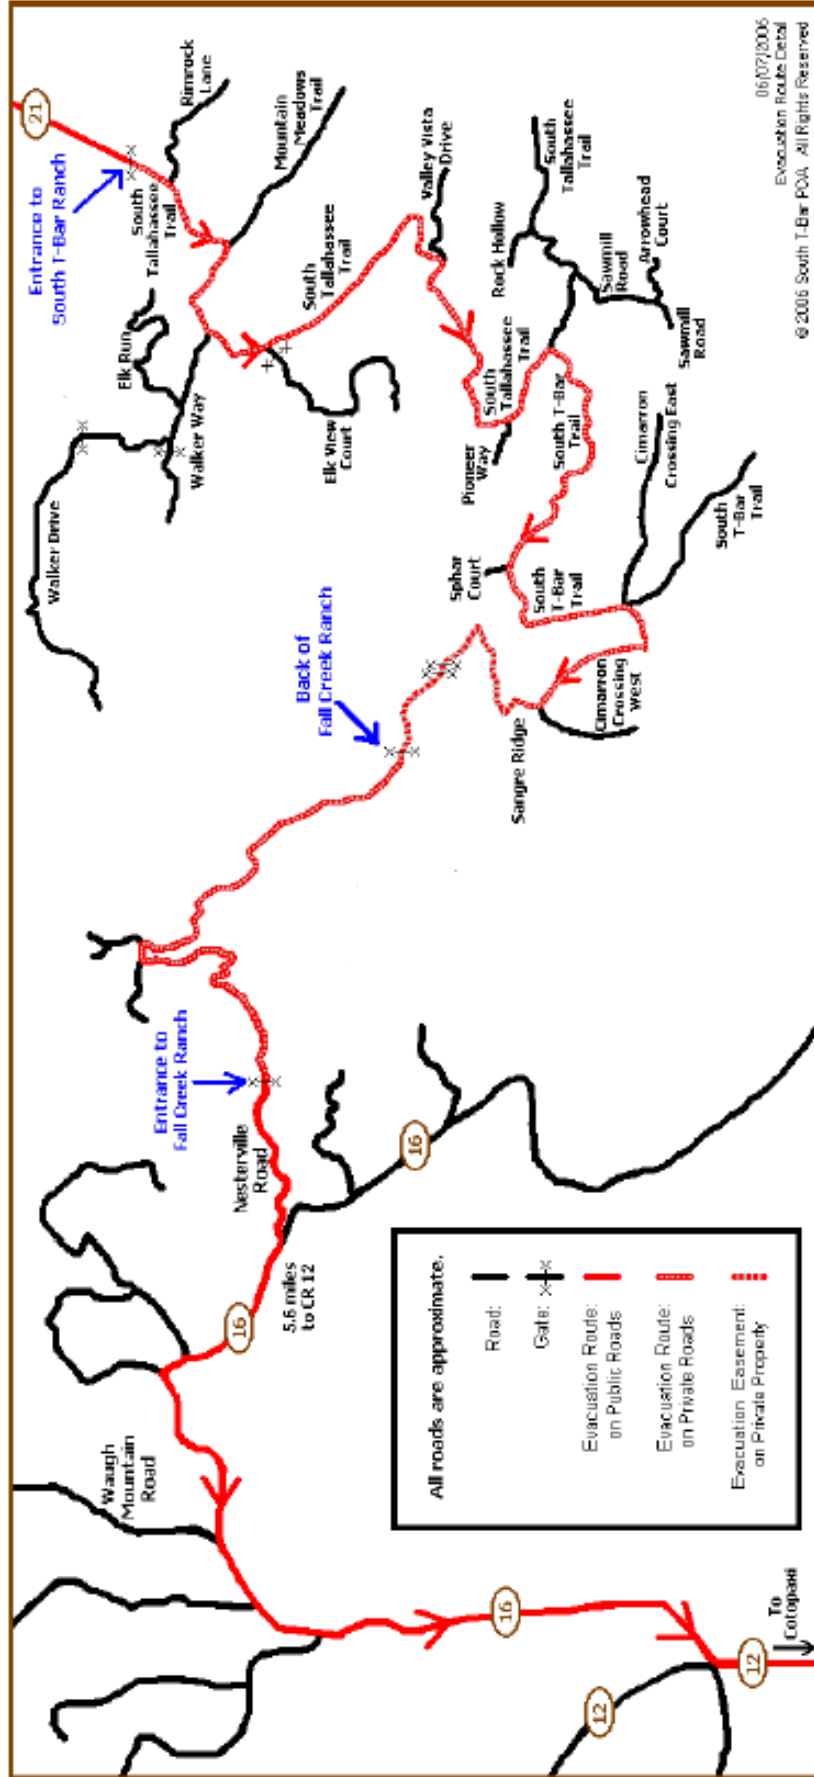 21
Entrance to
South T-Bar Ranch
Rimrock
Lane
South
Tallahassee
Trail
Mountain
Meadows
Trail
Elk Run
Walker Drive
Walker Way
South
Tallahassee
Trail
Elk View
Court
Valley Vista
Drive
South
Tallahassee
Trail
Rock Hollow
Sawmill
Road
Arrowhead
Court
Sawmill
Road
South
Tallahassee
Trail
Pioneer
Way
South T-Bar
Trail
Cimarron
Crossing East
South
T-Bar
Trail
Sphar
Court
South
T-Bar
Trail
Cimarron
Crossing
West
Sangre Ridge
Back of
Fall Creek Ranch
Entrance to
Fall Creek Ranch
Nesterville
Road
16
16
5.6 miles
to CR 12
Waugh
Mountain
Road
16
12
12
To
Cotopaxi
All roads are approximate.
Road:
Gate:
Evacuation Route:
on Public Roads
Evacuation Route:
on Private Roads
Evacuation Easement:
on Private Property
06/07/2006
Evacuation Route Detail
© 2006 South T-Bar POA All Rights Reserved